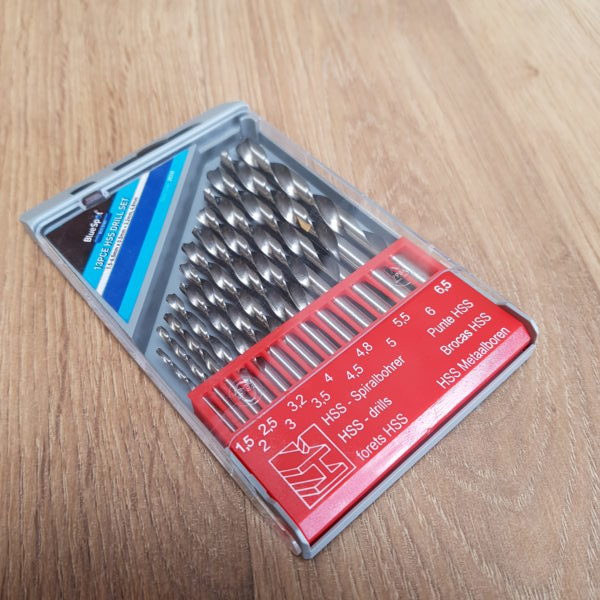 BlueSpot
13PCE HSS DRILL SET
1,5 2,5 3,2 4 4,8 5,5 6,5
2 3 3,5 4,5 5 6
HSS - Spiralbohrer
HSS - drills
forets HSS
Punte HSS
Brocas HSS
HSS Metaalboren